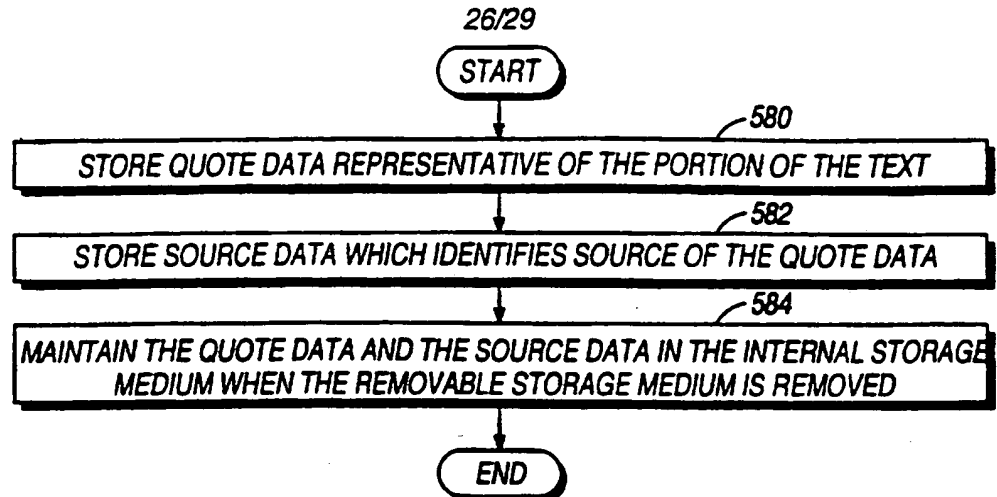 26/29
START
580
STORE QUOTE DATA REPRESENTATIVE OF THE PORTION OF THE TEXT
582
STORE SOURCE DATA WHICH IDENTIFIES SOURCE OF THE QUOTE DATA
584
MAINTAIN THE QUOTE DATA AND THE SOURCE DATA IN THE INTERNAL STORAGE
MEDIUM WHEN THE REMOVABLE STORAGE MEDIUM IS REMOVED
END